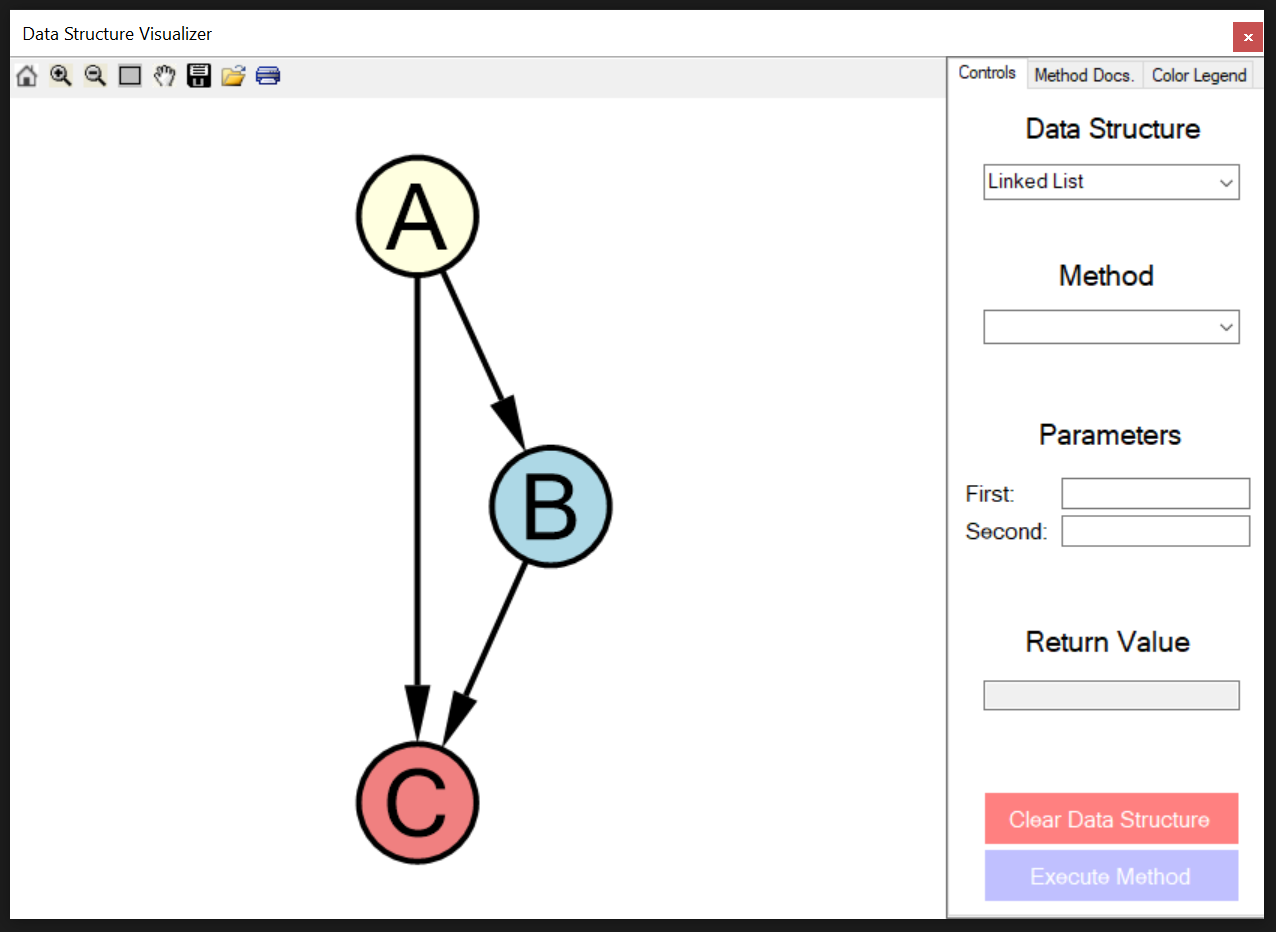 Data Structure Visualizer
Controls
Method Docs.
Color Legend
Data Structure
Linked List
Method
Parameters
First:
Second:
Return Value
Clear Data Structure
Execute Method
A
B
C